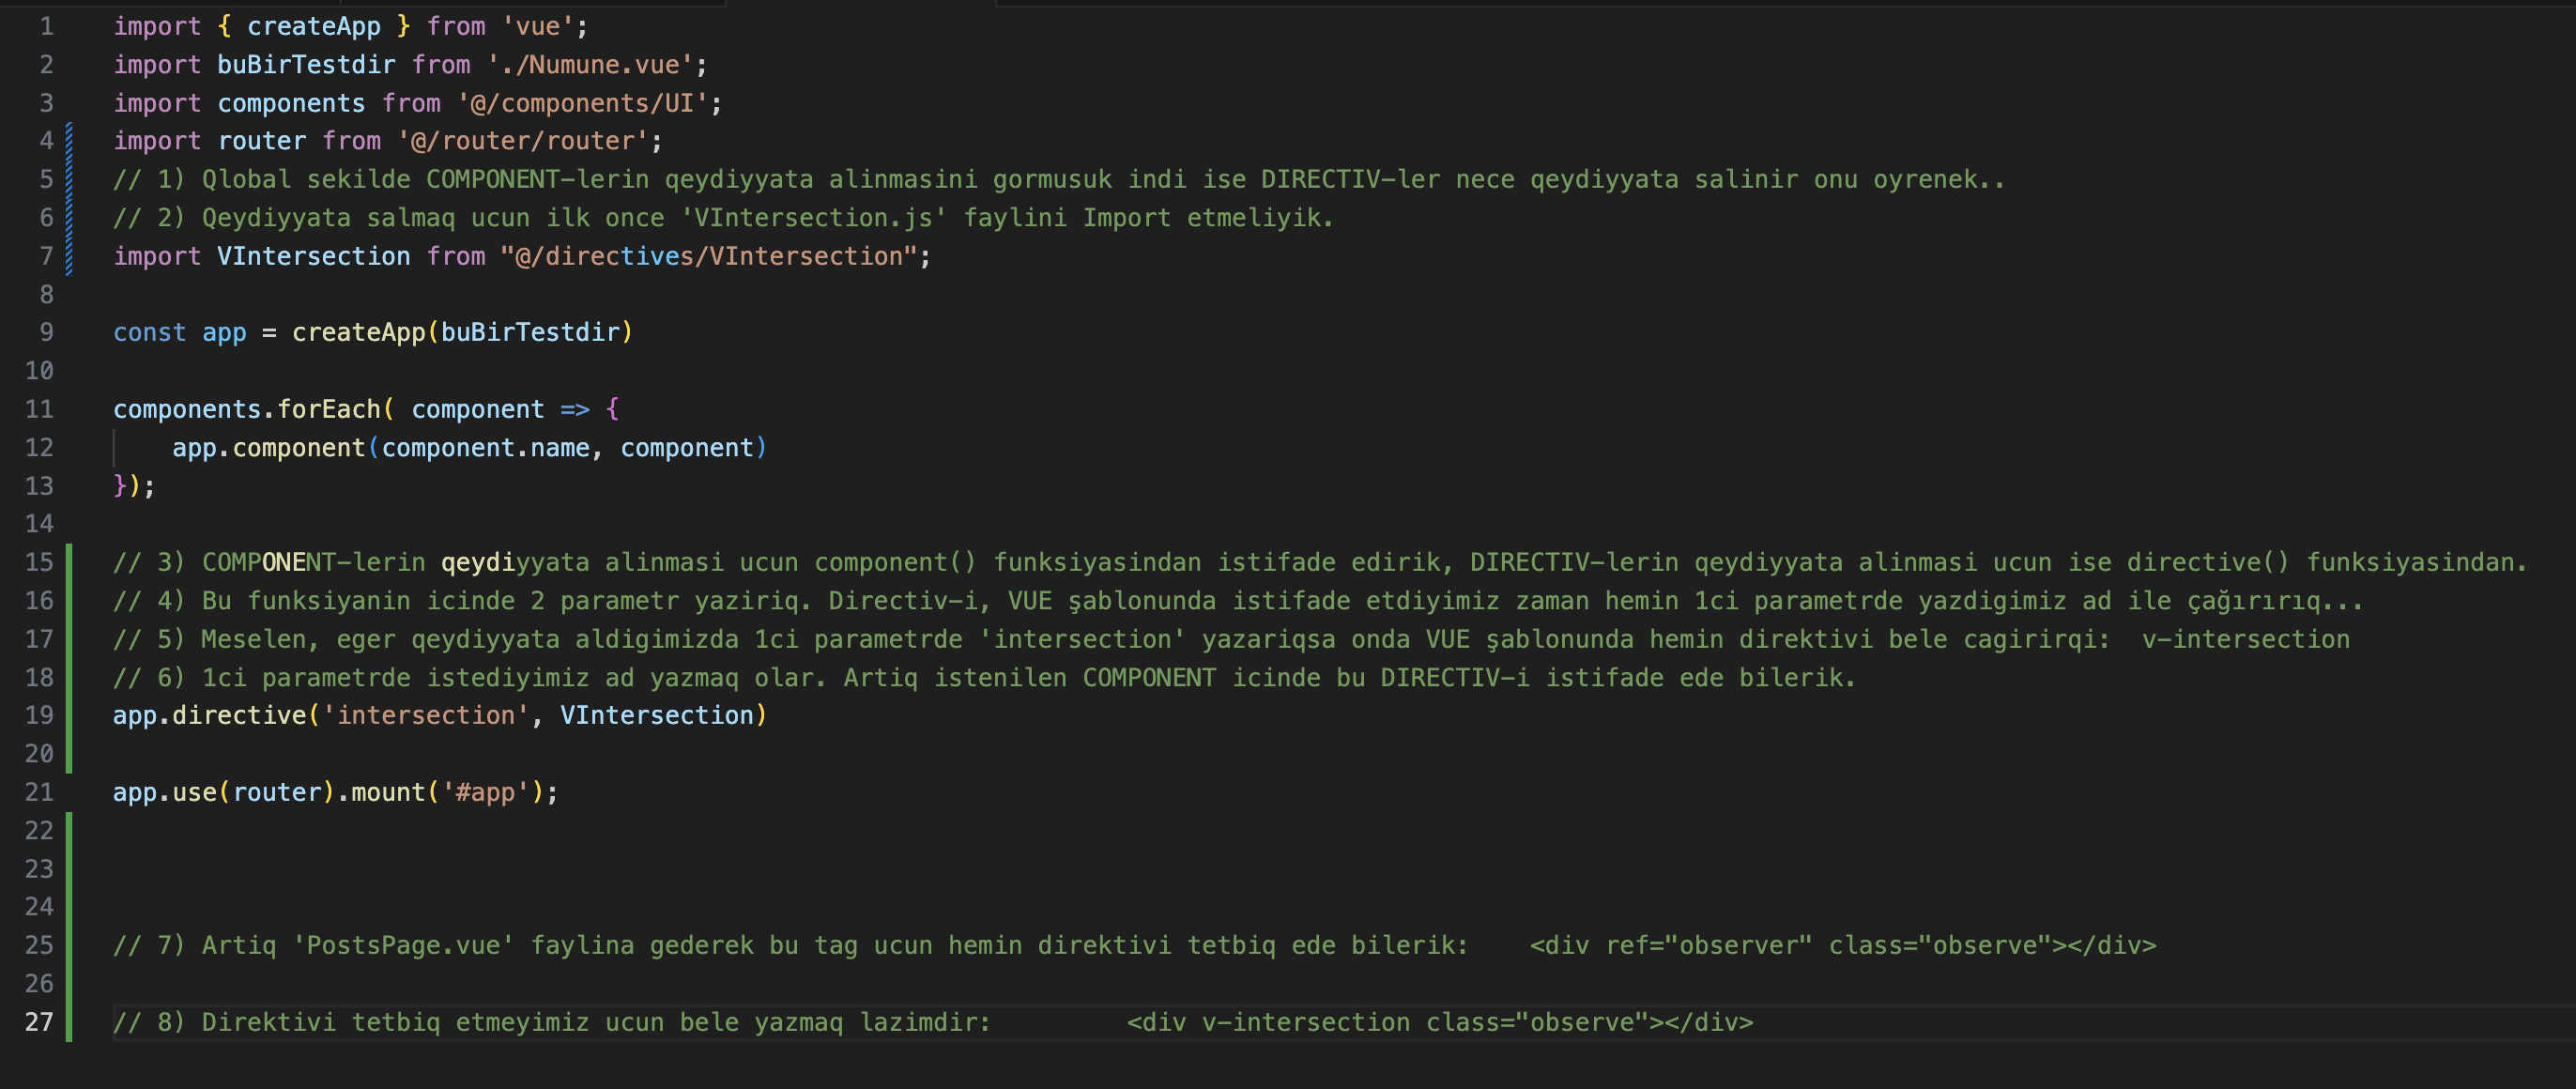 1 import { createApp } from 'vue';
2 import buBirTestdir from './Numune.vue';
3 import components from '@/components/UI';
4 import router from '@/router/router';
5 // 1) Qlobal sekilde COMPONENT-lerin qeydiyyata alinmasini gormusuk indi ise DIRECTIV-ler nece qeydiyyata salinir onu oyrenek..
6 // 2) Qeydiyyata salmaq ucun ilk once 'VIntersection.js' faylini Import etmeliyik.
7 import VIntersection from "@/directives/VIntersection";
8
9 const app = createApp(buBirTestdir)
10
11 components.forEach( component => {
12     app.component(component.name, component)
13 });
14
15 // 3) COMPONENT-lerin qeydiyyata alinmasi ucun component() funksiyasindan istifade edirik, DIRECTIV-lerin qeydiyyata alinmasi ucun ise directive() funksiyasindan.
16 // 4) Bu funksiyanin icinde 2 parametr yaziriq. Directiv-i, VUE şablonunda istifade etdiyimiz zaman hemin 1ci parametrde yazdigimiz ad ile çağırırıq...
17 // 5) Meselen, eger qeydiyyata aldigimizda 1ci parametrde 'intersection' yazariqsa onda VUE şablonunda hemin direktivi bele cagirirqi:  v-intersection
18 // 6) 1ci parametrde istediyimiz ad yazmaq olar. Artiq istenilen COMPONENT icinde bu DIRECTIV-i istifade ede bilerik.
19 app.directive('intersection', VIntersection)
20
21 app.use(router).mount('#app');
22
23
24
25 // 7) Artiq 'PostsPage.vue' faylina gederek bu tag ucun hemin direktivi tetbiq ede bilerik:    <div ref="observer" class="observe"></div>
26
27 // 8) Direktivi tetbiq etmeyimiz ucun bele yazmaq lazimdir:         <div v-intersection class="observe"></div>